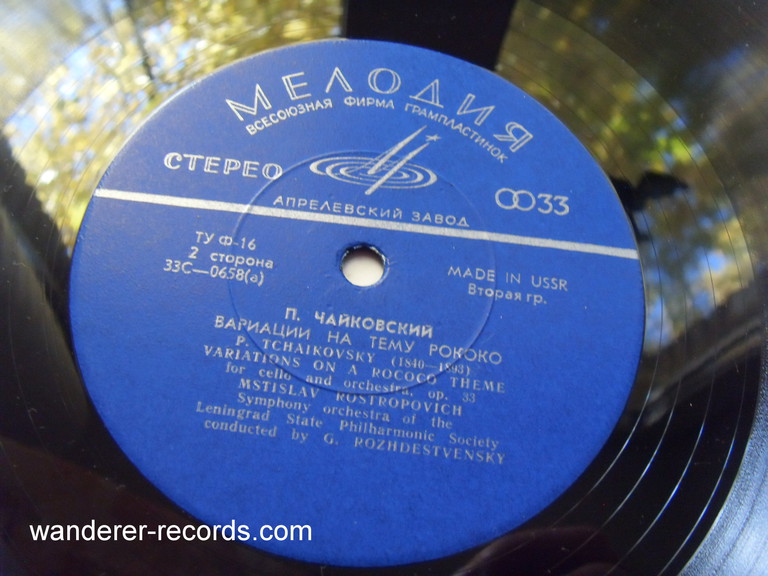 МЕЛОДИЯ
ВСЕСОЮЗНАЯ ФИРМА ГРАМПЛАСТИНОК
СТЕРЕО
33
АПРЕЛЕВСКИЙ ЗАВОД
ТУ Ф-16
2 сторона
33С—0658(а)
MADE IN USSR
Вторая гр.
П. ЧАЙКОВСКИЙ
ВАРИАЦИИ НА ТЕМУ РОКОКО
P. TCHAIKOVSKY (1840—1893)
VARIATIONS ON A ROCOCO THEME
for cello and orchestra, op. 33
MSTISLAV ROSTROPOVICH
Symphony orchestra of the
Leningrad State Philharmonic Society
conducted by G. ROZHDESTVENSKY
wanderer-records.com